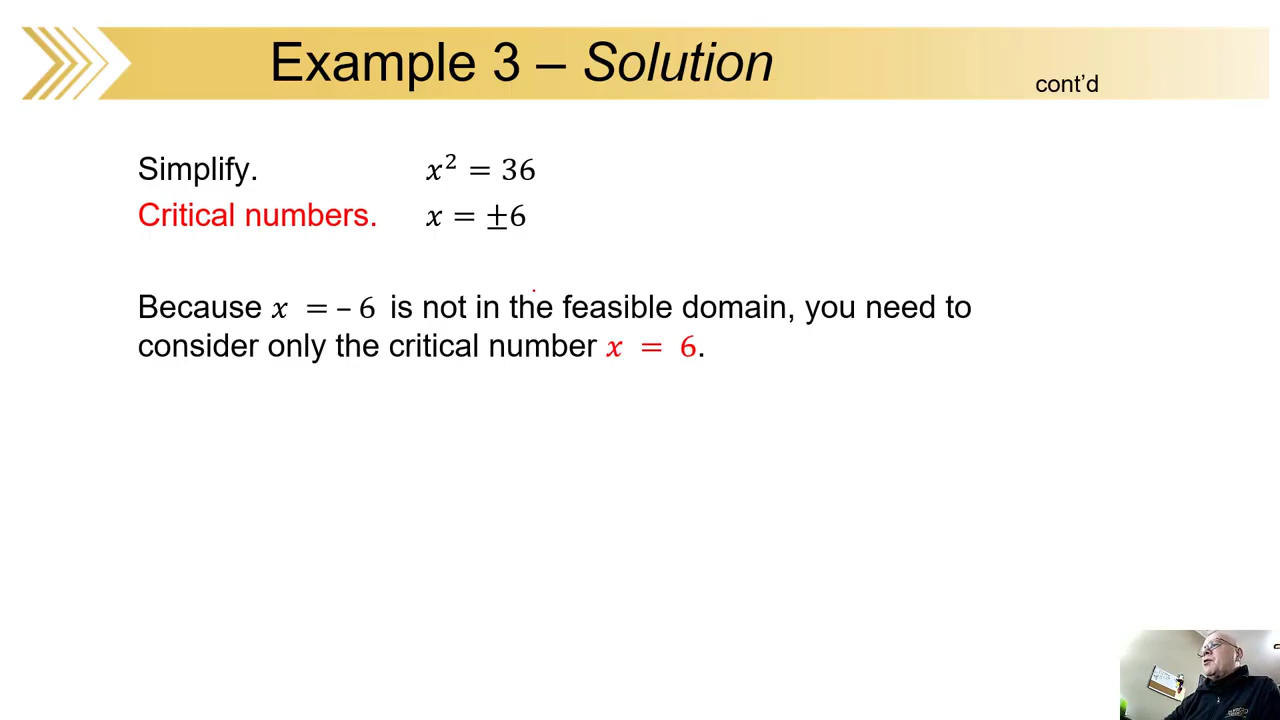 Example 3 – Solution
cont’d
Simplify. x² = 36
Critical numbers. x = ±6
Because x = – 6 is not in the feasible domain, you need to
consider only the critical number x = 6.